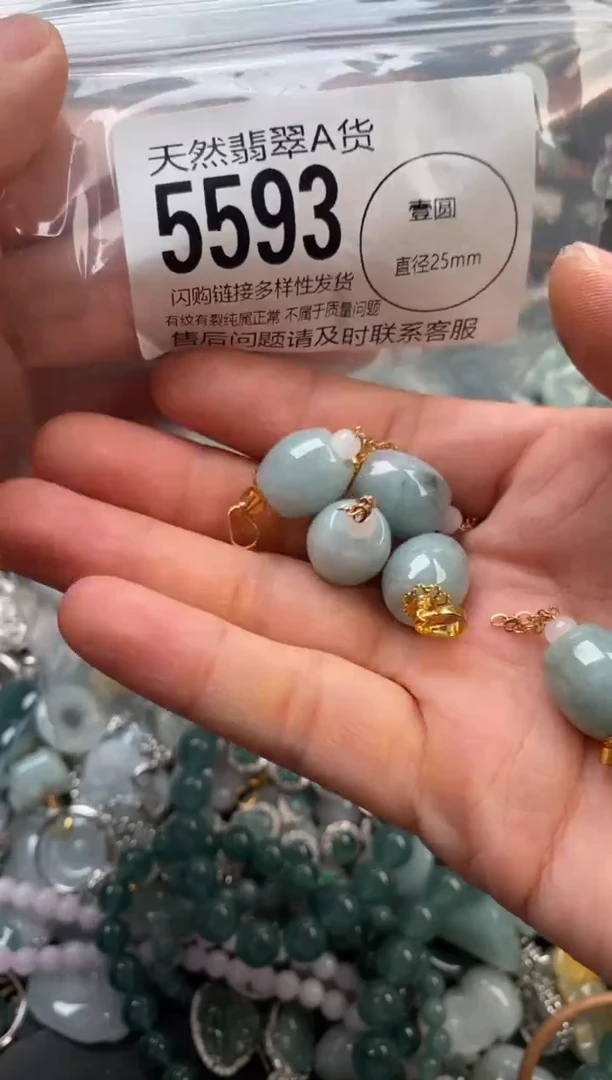 天然翡翠A货
5593
壹圆
直径25mm
闪购链接多样性发货
有纹有裂纯属正常 不属于质量问题
售后问题请及时联系客服